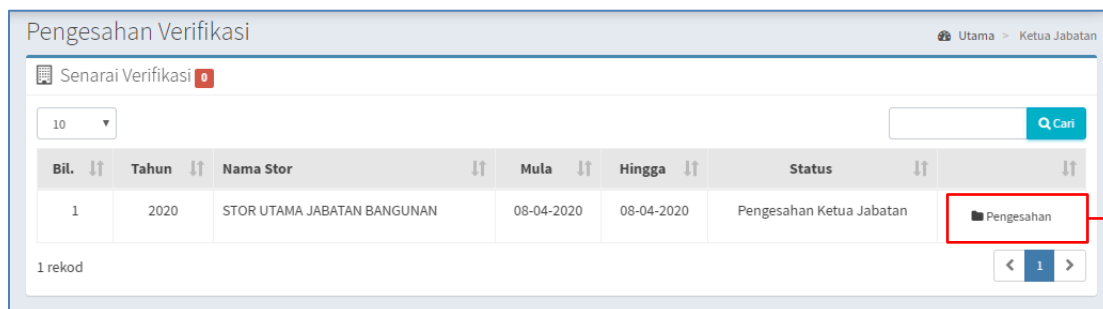 Pengesahan Verifikasi
Utama > Ketua Jabatan
Senarai Verifikasi 0
10 Cari
Bil. Tahun Nama Stor Mula Hingga Status
1 2020 STOR UTAMA JABATAN BANGUNAN 08-04-2020 08-04-2020 Pengesahan Ketua Jabatan Pengesahan
1 rekod < 1 >